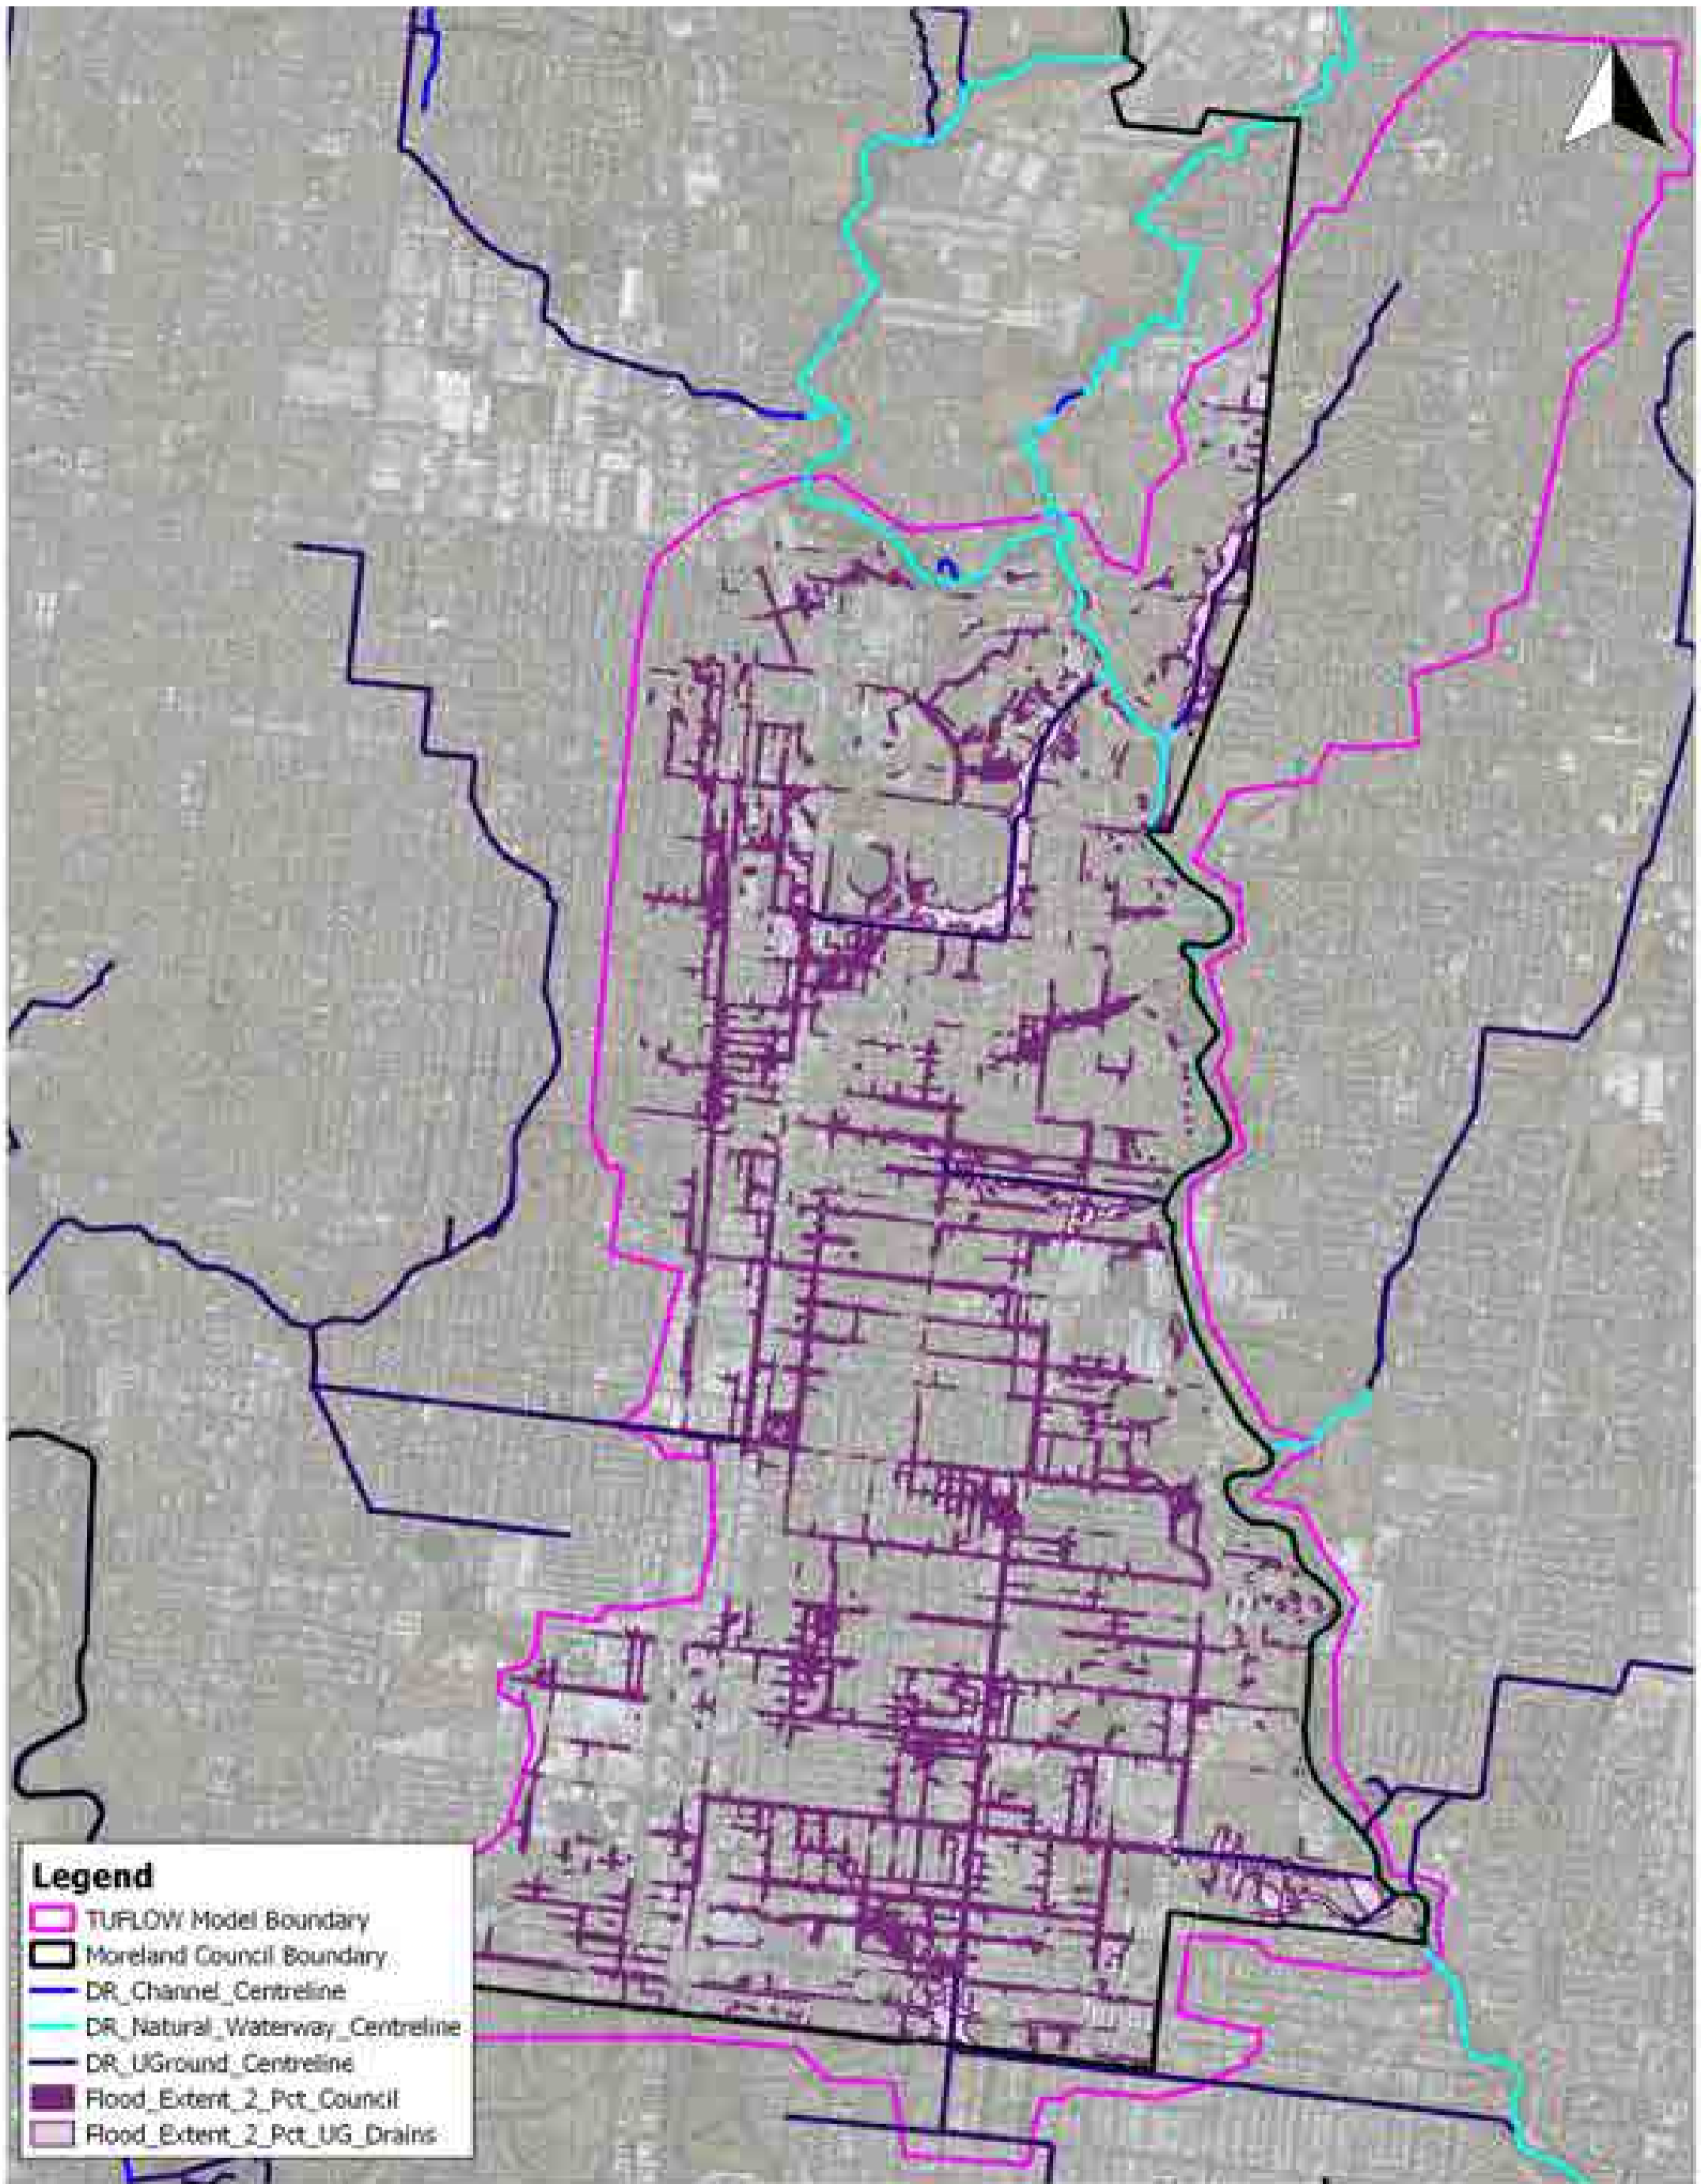 Legend
TUFLOW Model Boundary
Moreland Council Boundary
DR_Channel_Centreline
DR_Natural_Waterway_Centreline
DR_UGround_Centreline
Flood_Extent_2_Pct_Council
Flood_Extent_2_Pct_UG_Drains